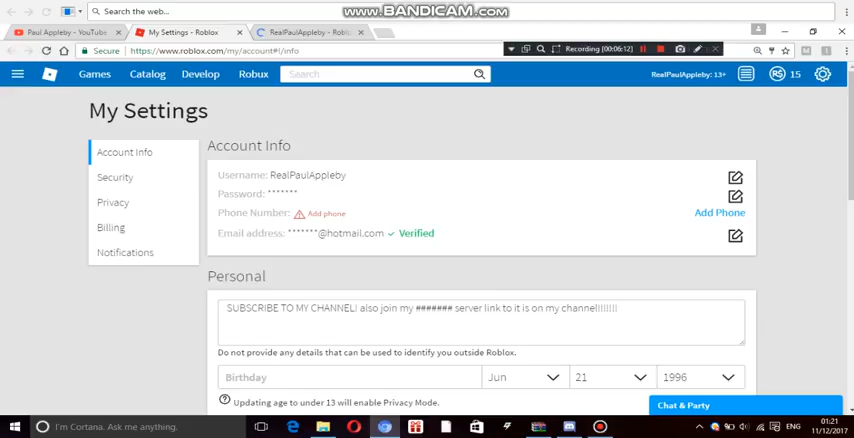 Search the web...
www.BANDICAM.com
Paul Appleby - YouTube
My Settings - Roblox
RealPaulAppleby - Roblo
Secure
https://www.roblox.com/my/account#!/info
Recording (00:06:12)
Games
Catalog
Develop
Robux
Search
RealPaulAppleby: 13+
R$
15
My Settings
Account Info
Security
Privacy
Billing
Notifications
Account Info
Username: RealPaulAppleby
Password: *******
Phone Number: Add phone
Add Phone
Email address: *******@hotmail.com Verified
Personal
SUBSCRIBE TO MY CHANNEL! also join my ####### server link to it is on my channel!!!!!!!
Do not provide any details that can be used to identify you outside Roblox.
Birthday
Jun
21
1996
Updating age to under 13 will enable Privacy Mode.
Chat & Party
I'm Cortana. Ask me anything.
ENG
01:21
11/12/2017